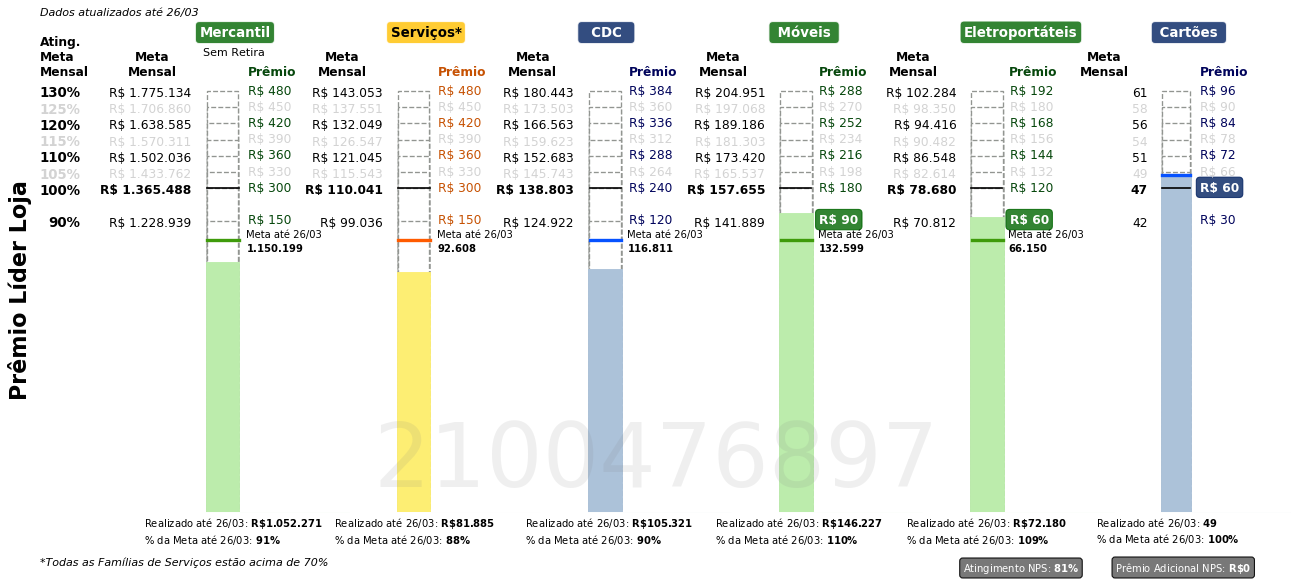 Dados atualizados até 26/03
Mercantil Serviços* CDC Móveis Eletroportáteis Cartões
Sem Retira
Ating. Meta Mensal Meta Mensal Prêmio Meta Mensal Prêmio Meta Mensal Prêmio Meta Mensal Prêmio Meta Mensal Prêmio Meta Mensal Prêmio
130% R$ 1.775.134 R$ 480 R$ 143.053 R$ 480 R$ 180.443 R$ 384 R$ 204.951 R$ 288 R$ 102.284 R$ 192 61 R$ 96
125% R$ 1.706.860 R$ 450 R$ 137.551 R$ 450 R$ 173.503 R$ 360 R$ 197.068 R$ 270 R$ 98.350 R$ 180 58 R$ 90
120% R$ 1.638.585 R$ 420 R$ 132.049 R$ 420 R$ 166.563 R$ 336 R$ 189.186 R$ 252 R$ 94.416 R$ 168 56 R$ 84
115% R$ 1.570.311 R$ 390 R$ 126.547 R$ 390 R$ 159.623 R$ 312 R$ 181.303 R$ 234 R$ 90.482 R$ 156 54 R$ 78
110% R$ 1.502.036 R$ 360 R$ 121.045 R$ 360 R$ 152.683 R$ 288 R$ 173.420 R$ 216 R$ 86.548 R$ 144 51 R$ 72
105% R$ 1.433.762 R$ 330 R$ 115.543 R$ 330 R$ 145.743 R$ 264 R$ 165.537 R$ 198 R$ 82.614 R$ 132 49 R$ 66
100% R$ 1.365.488 R$ 300 R$ 110.041 R$ 300 R$ 138.803 R$ 240 R$ 157.655 R$ 180 R$ 78.680 R$ 120 47 R$ 60
90% R$ 1.228.939 R$ 150 R$ 99.036 R$ 150 R$ 124.922 R$ 120 R$ 141.889 R$ 90 R$ 70.812 R$ 60 42 R$ 30
Meta até 26/03 Meta até 26/03 Meta até 26/03 Meta até 26/03 Meta até 26/03
1.150.199 92.608 116.811 132.599 66.150
Prêmio Líder Loja
2100476897
Realizado até 26/03: R$1.052.271 Realizado até 26/03: R$81.885 Realizado até 26/03: R$105.321 Realizado até 26/03: R$146.227 Realizado até 26/03: R$72.180 Realizado até 26/03: 49
% da Meta até 26/03: 91% % da Meta até 26/03: 88% % da Meta até 26/03: 90% % da Meta até 26/03: 110% % da Meta até 26/03: 109% % da Meta até 26/03: 100%
*Todas as Famílias de Serviços estão acima de 70% Atingimento NPS: 81% Prêmio Adicional NPS: R$0